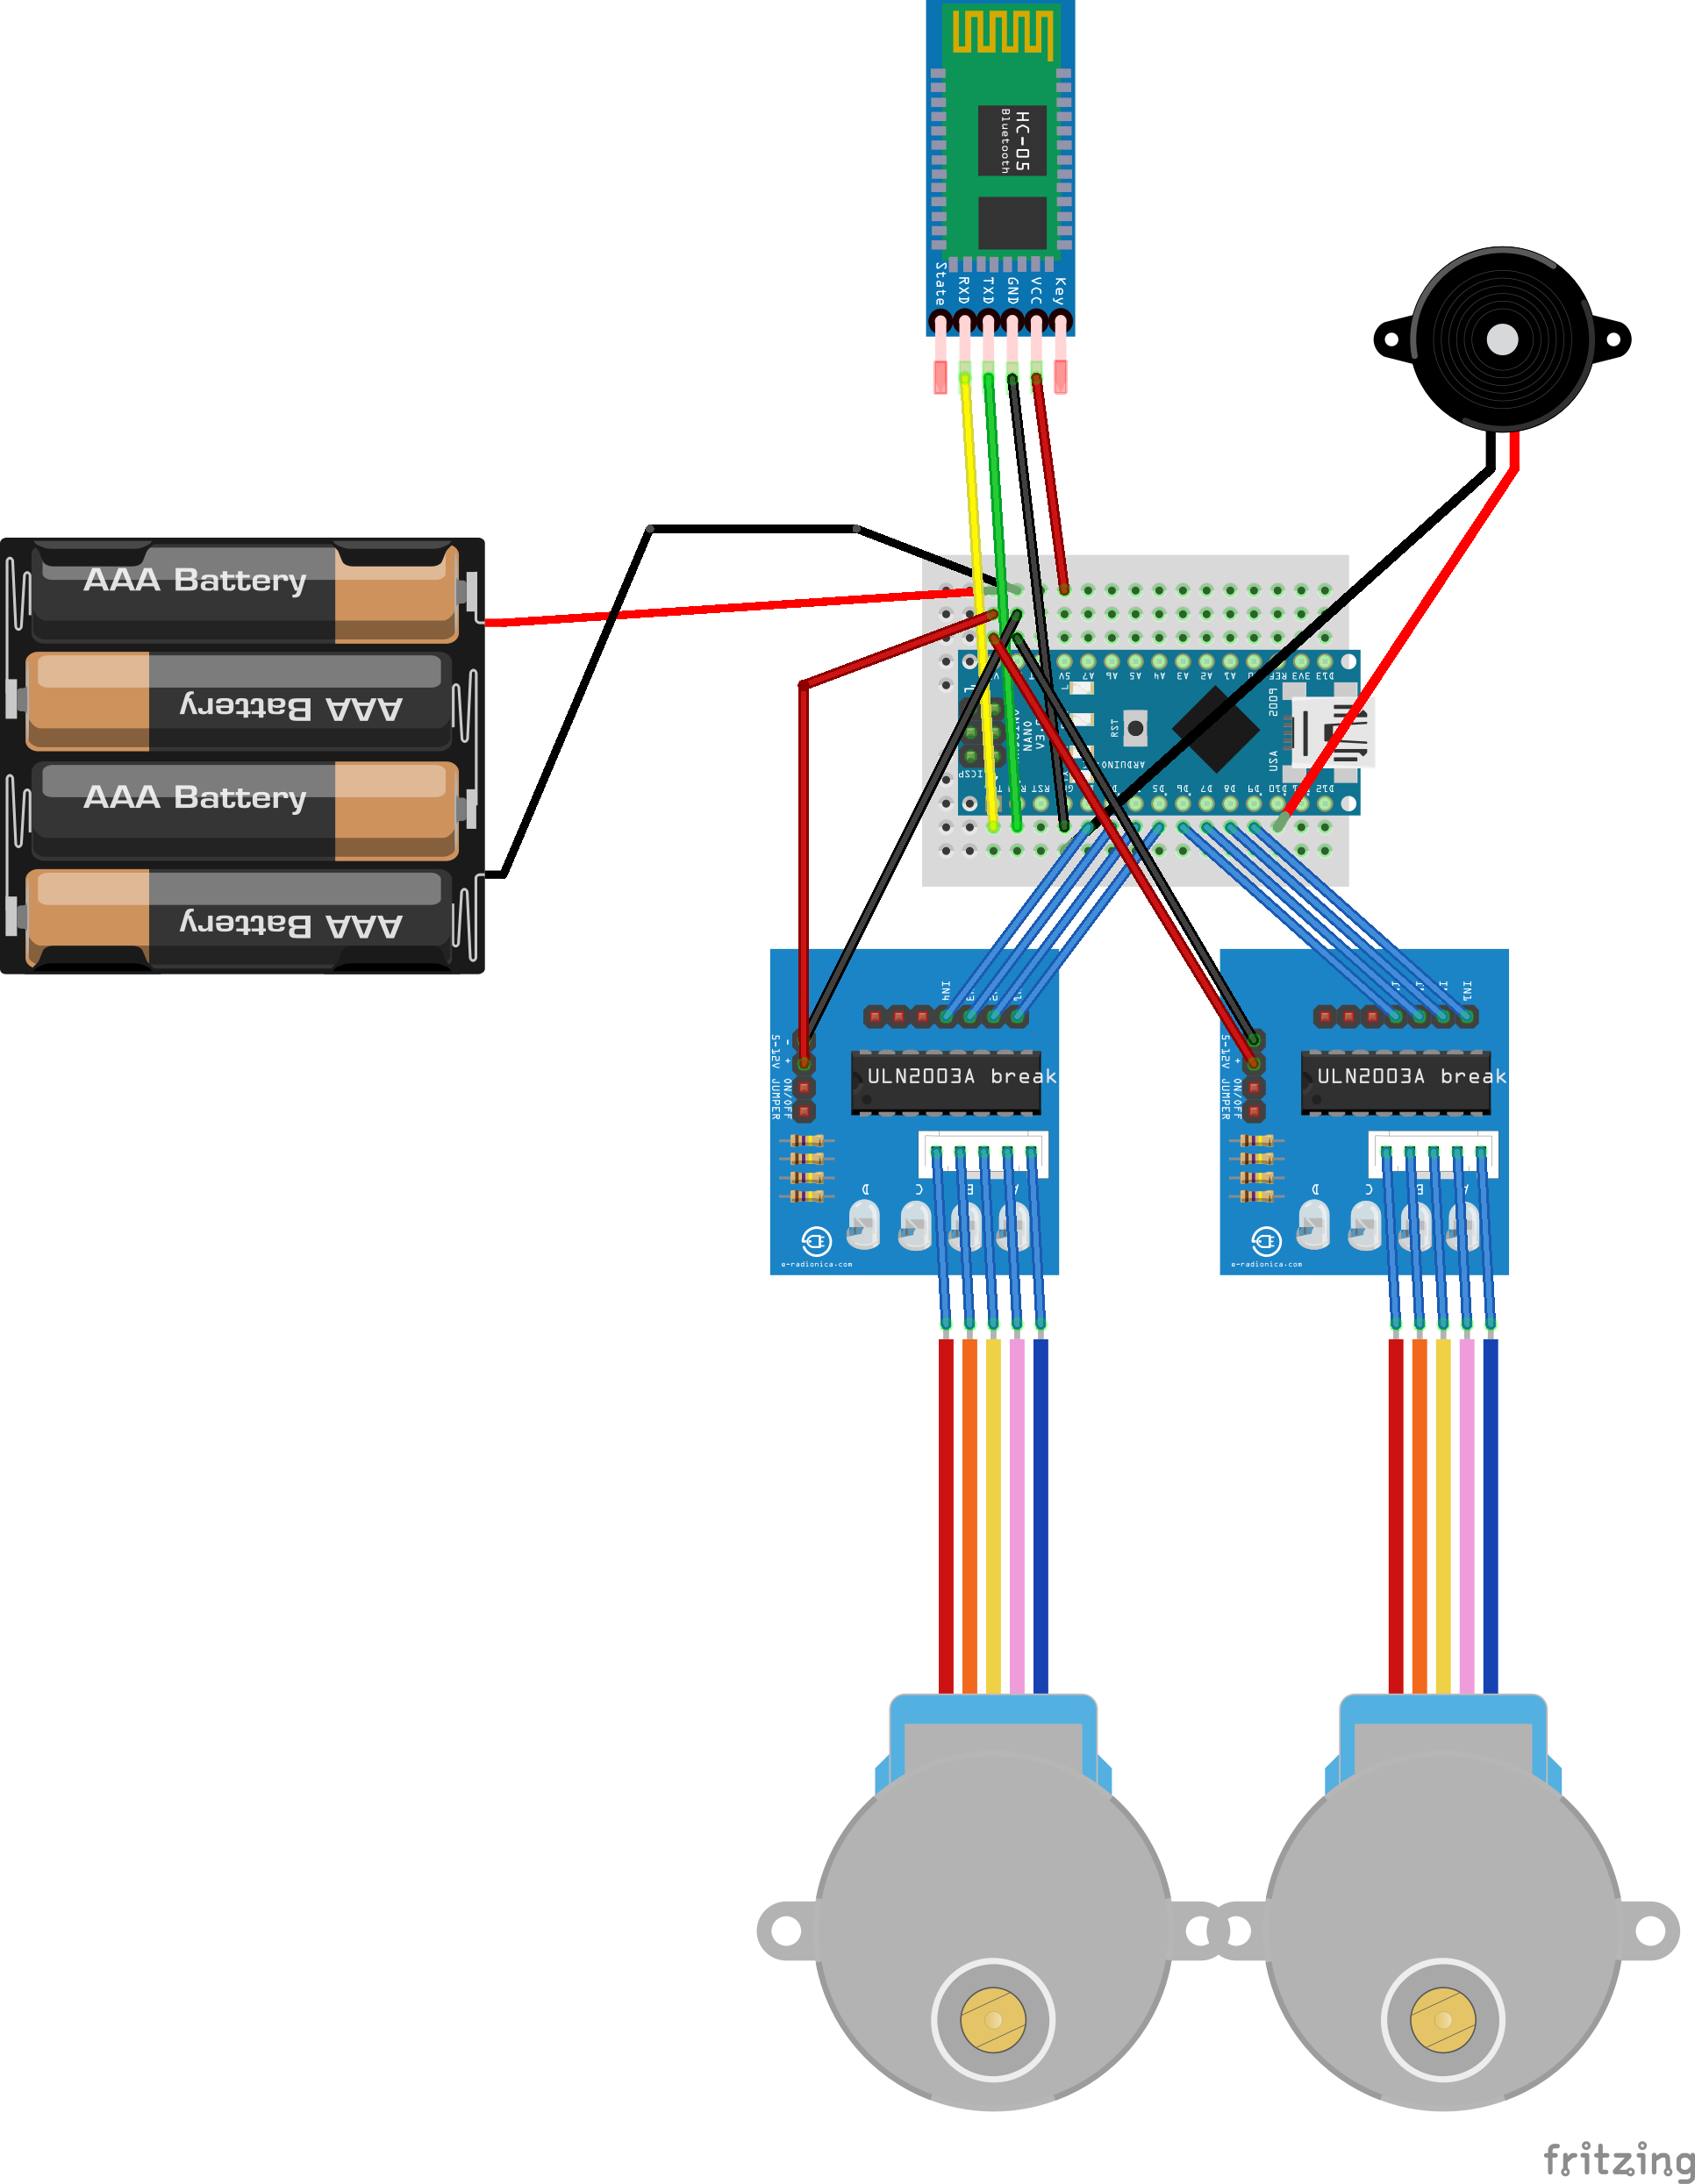 HC-05
Bluetooth
State
RXD
TXD
GND
VCC
Key
AAA Battery
AAA Battery
AAA Battery
AAA Battery
5V
A7
A6
A5
A4
A3
A2
A1
REF
3V3
D13
NANO
V3.
RST
ARDUINO
USA
ICSP
RST
D5
D6
D7
D8
D9
D10
D12
IN4
5-12V
- +
ON/OFF
JUMPER
ULN2003A break
D
C
e-radionica.com
IN1
5-12V
+
ON/OFF
JUMPER
ULN2003A break
D
C
e-radionica.com
fritzing